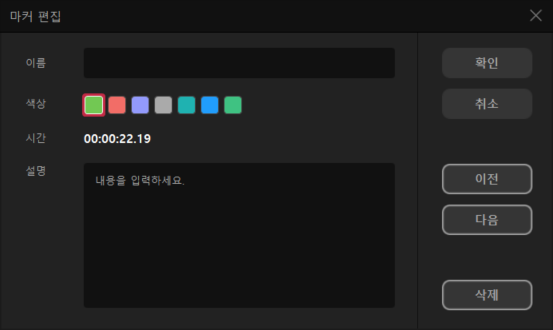 마커 편집
이름
확인
색상
취소
시간
00:00:22.19
설명
내용을 입력하세요.
이전
다음
삭제